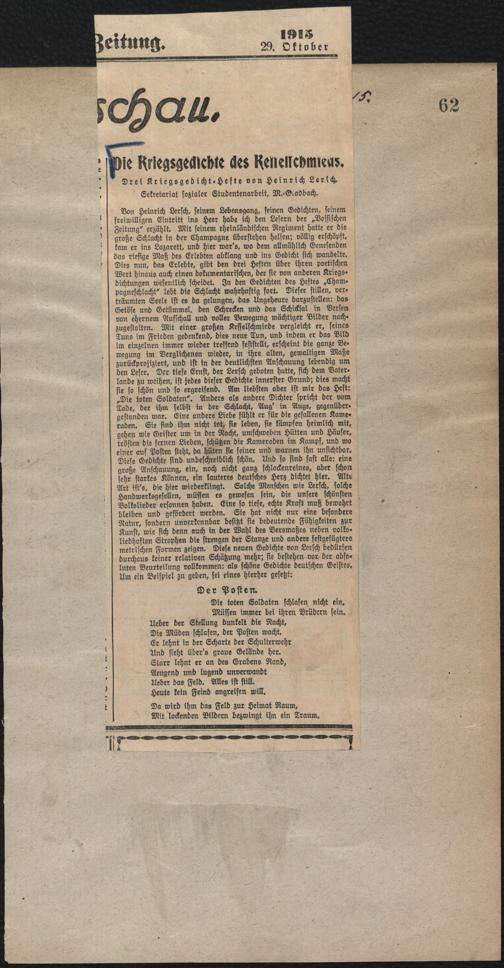 Zeitung.
1915
29. Oktober
schau.
15.
62
Die Kriegsgedichte des Kesselschmieds.
Drei Kriegsgedicht-Hefte von Heinrich Lersch.
Sekretariat sozialer Studentenarbeit, M.-Gladbach.
Von Heinrich Lersch, seinem Lebensgang, seinen Gedichten, seinem
freiwilligen Eintritt ins Heer habe ich den Lesern der „Vossischen
Zeitung“ erzählt. Mit seinem rheinländischen Regiment hatte er die
große Schlacht in der Champagne überstehen helfen; völlig erschöpft,
kam er ins Lazarett, und hier war's, wo dem allmählich Genesenden
das riesige Maß des Erlebten abklang und ins Gedicht sich wandelte.
Dies nun, das Erlebte, gibt den drei Heften über ihren poetischen
Wert hinaus auch einen dokumentarischen, der sie von anderen Kriegs-
dichtungen wesentlich scheidet. In den Gedichten des Heftes „Cham-
pagneschlacht“ lebt die Schlacht wahrhaftig fort. Dieser stillen, ver-
träumten Seele ist es da gelungen, das Ungeheure darzustellen: das
Getöse und Getümmel, den Schrecken und das Schicksal in Versen
von ehernem Rufschall und voller Bewegung mächtiger Bilder nach-
zugestalten. Mit einer großen Kesselschmiede vergleicht er, seines
Tuns im Frieden gedenkend, dies neue Tun, und indem er das Bild
im einzelnen immer wieder treffend feststellt, erscheint die ganze Be-
wegung im Verglichenen wieder, in ihre alten, gewaltigen Maße
zurückprojiziert, und ist in der deutlichsten Anschauung lebendig um
den Leser. Der tiefe Ernst, der Lersch geboten hatte, sich dem Vater-
lande zu weihen, ist jedes dieser Gedichte innerster Grund; dies macht
sie so schön und so ergreifend. Am liebsten aber ist mir das Heft:
„Die toten Soldaten“. Anders als andere Dichter spricht der vom
Tode, der ihm selbst in der Schlacht, Aug' in Auge, gegenüber-
gestanden war. Eine andere Liebe fühlt er für die gefallenen Kame-
raden. Sie sind ihm nicht tot, sie leben, sie kämpfen heimlich mit,
gehen wie Geister um in der Nacht, umschweben Hütten und Häuser,
trösten die fernen Lieben, schützen die Kameraden im Kampf, und wo
einer auf Posten steht, da hüten sie seiner und warnen ihn unsichtbar.
Diese Gedichte sind unbeschreiblich schön. Und so sind fast alle: eine
große Anschauung, ein, noch nicht ganz schlackenreines, aber schon
sehr starkes Können, ein lauteres deutsches Herz dichtet hier. Alte
Art ist's, die hier wiederklingt. Solche Menschen wie Lersch, solche
Handwerksgesellen, müssen es gewesen sein, die unsere schönsten
Volkslieder ersonnen haben. Eine so tiefe, echte Kraft muß bewahrt
bleiben und gefördert werden. Sie hat nicht nur eine besondere
Natur, sondern unverkennbar besitzt sie bedeutende Fähigkeiten zur
Kunst, wie sich denn auch in der Wahl des Versmaßes neben volks-
liedhaften Strophen die strengen der Stanze und andere festgefügtere
metrischen Formen zeigen. Diese neuen Gedichte von Lersch bedürfen
durchaus keiner relativen Schätzung mehr; sie bestehen vor der abso-
luten Beurteilung vollkommen: als schöne Gedichte deutschen Geistes.
Um ein Beispiel zu geben, sei eines hierher gesetzt:
Der Posten.
Die toten Soldaten schlafen nicht ein,
Müssen immer bei ihren Brüdern sein.
Ueber der Stellung dunkelt die Nacht,
Die Müden schlafen, der Posten wacht.
Er lehnt in der Scharte der Schulterwehr
Und sieht über's graue Gelände her.
Starr lehnt er an des Grabens Rand,
Aeugend und lugend unverwandt
Ueber das Feld. Alles ist still.
Heute kein Feind angreifen will.
Da wird ihm das Feld zur Heimat Raum,
Mit lockenden Bildern bezwingt ihn ein Traum.